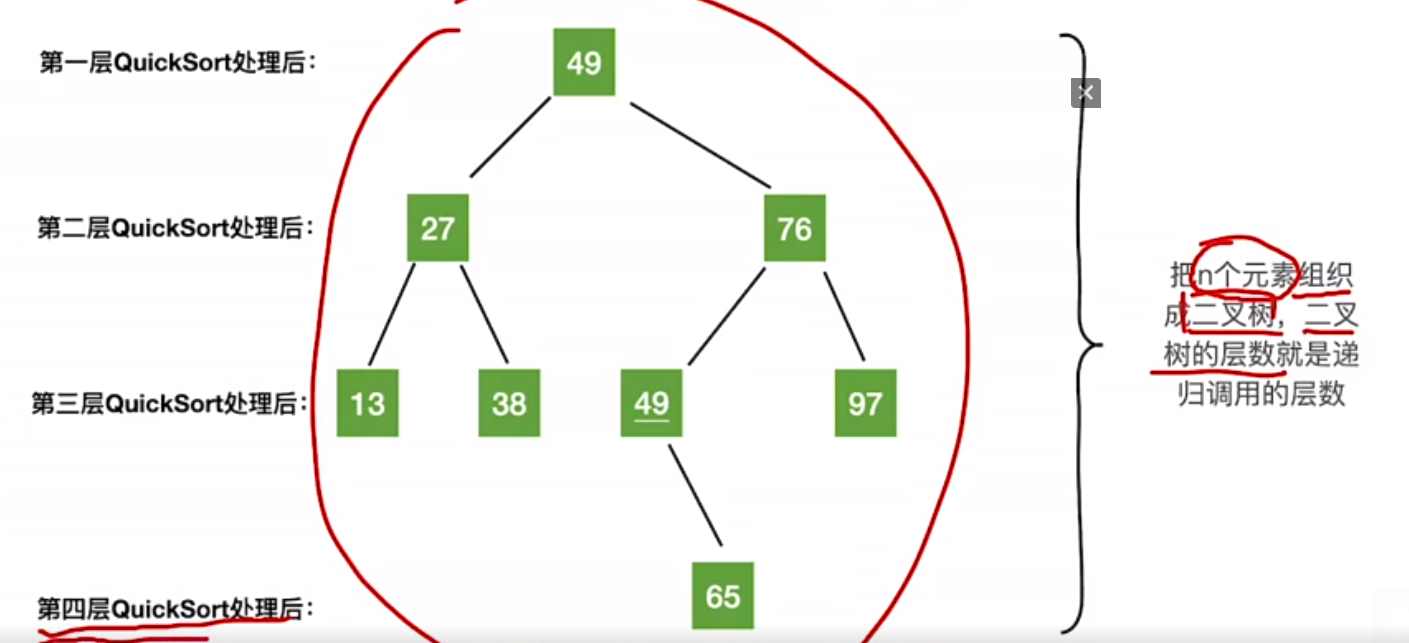 第一层QuickSort处理后：
49
第二层QuickSort处理后：
27
76
把n个元素组织
成二叉树，二叉
树的层数就是递
归调用的层数
第三层QuickSort处理后：
13
38
49
97
第四层QuickSort处理后：
65